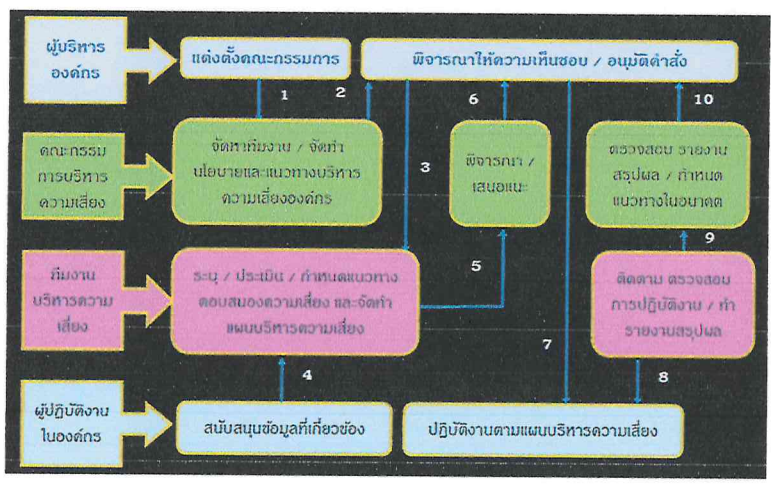 ผู้บริหาร
องค์กร
แต่งตั้งคณะกรรมการ
พิจารณาให้ความเห็นชอบ / อนุมัติคำสั่ง
1
2
6
10
คณะกรรม
การบริหาร
ความเสี่ยง
จัดหาทีมงาน / จัดทำ
นโยบายและแนวทางบริหาร
ความเสี่ยงองค์กร
3
พิจารณา /
เสนอแนะ
ตรวจสอบ รายงาน
สรุปผล / กำหนด
แนวทางในอนาคต
9
ทีมงาน
บริหารความ
เสี่ยง
ระบุ / ประเมิน / กำหนดแนวทาง
ตอบสนองความเสี่ยง และจัดทำ
แผนบริหารความเสี่ยง
5
ติดตาม ตรวจสอบ
การปฏิบัติงาน / ทำ
รายงานสรุปผล
7
4
8
ผู้ปฏิบัติงาน
ในองค์กร
สนับสนุนข้อมูลที่เกี่ยวข้อง
ปฏิบัติงานตามแผนบริหารความเสี่ยง